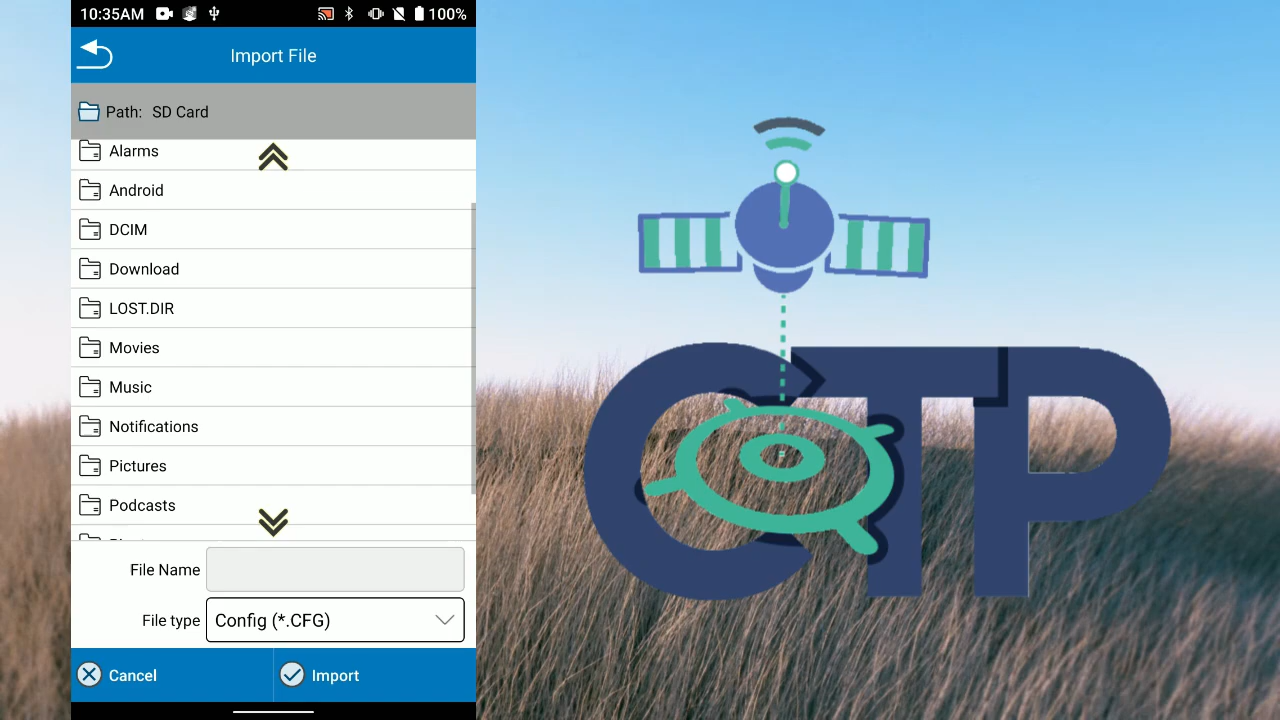 10:35AM 100%
Import File
Path: SD Card
Alarms
Android
DCIM
Download
LOST.DIR
Movies
Music
Notifications
Pictures
Podcasts
File Name
File type Config (*.CFG)
Cancel Import
CTP